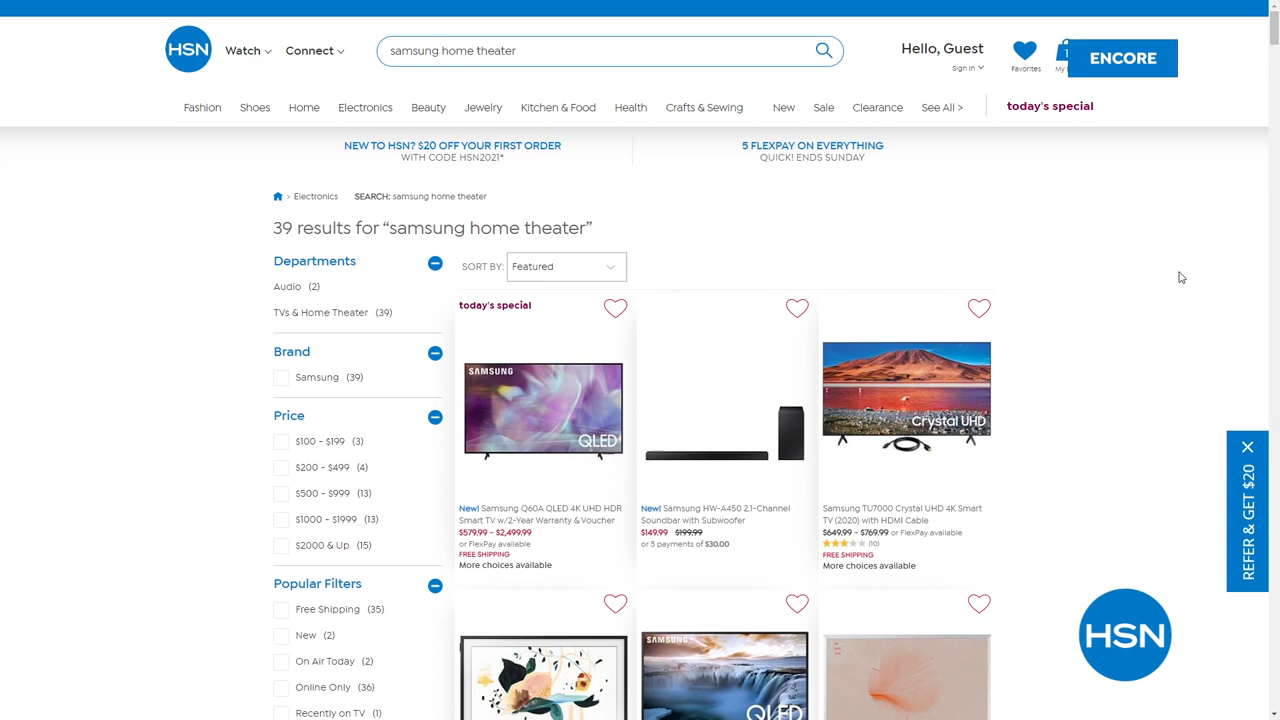 HSN
Watch
Connect
samsung home theater
Hello, Guest
Sign in
Favorites
1
My
ENCORE
Fashion
Shoes
Home
Electronics
Beauty
Jewelry
Kitchen & Food
Health
Crafts & Sewing
New
Sale
Clearance
See All >
today's special
NEW TO HSN? $20 OFF YOUR FIRST ORDER
WITH CODE HSN2021*
5 FLEXPAY ON EVERYTHING
QUICK! ENDS SUNDAY
> Electronics
SEARCH: samsung home theater
39 results for “samsung home theater”
Departments
Audio (2)
TVs & Home Theater (39)
Brand
Samsung (39)
Price
$100 - $199 (3)
$200 - $499 (4)
$500 - $999 (13)
$1000 - $1999 (13)
$2000 & Up (15)
Popular Filters
Free Shipping (35)
New (2)
On Air Today (2)
Online Only (36)
Recently on TV (1)
SORT BY: Featured
today's special
SAMSUNG
QLED
New! Samsung Q60A QLED 4K UHD HDR
Smart TV w/2-Year Warranty & Voucher
$579.99 - $2,499.99
or FlexPay available
FREE SHIPPING
More choices available
New! Samsung HW-A450 2.1-Channel
Soundbar with Subwoofer
$149.99 $199.99
or 5 payments of $30.00
Crystal UHD
Samsung TU7000 Crystal UHD 4K Smart
TV (2020) with HDMI Cable
$649.99 - $769.99 or FlexPay available
(10)
FREE SHIPPING
More choices available
SAMSUNG
QLED
REFER & GET $20
HSN